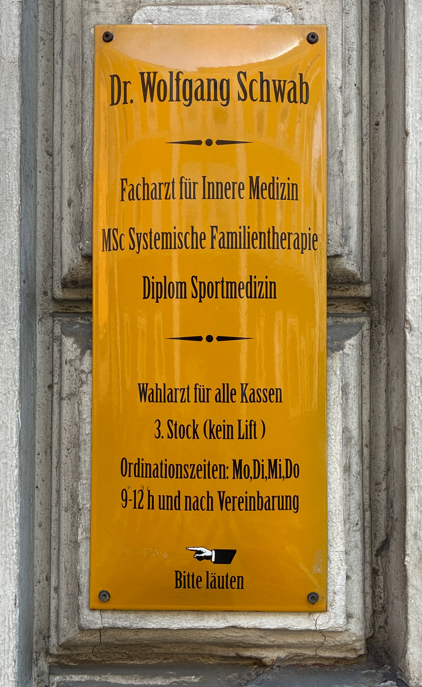 Dr. Wolfgang Schwab
Facharzt für Innere Medizin
MSc Systemische Familientherapie
Diplom Sportmedizin
Wahlarzt für alle Kassen
3. Stock (kein Lift )
Ordinationszeiten: Mo,Di,Mi,Do
9-12 h und nach Vereinbarung
Bitte läuten